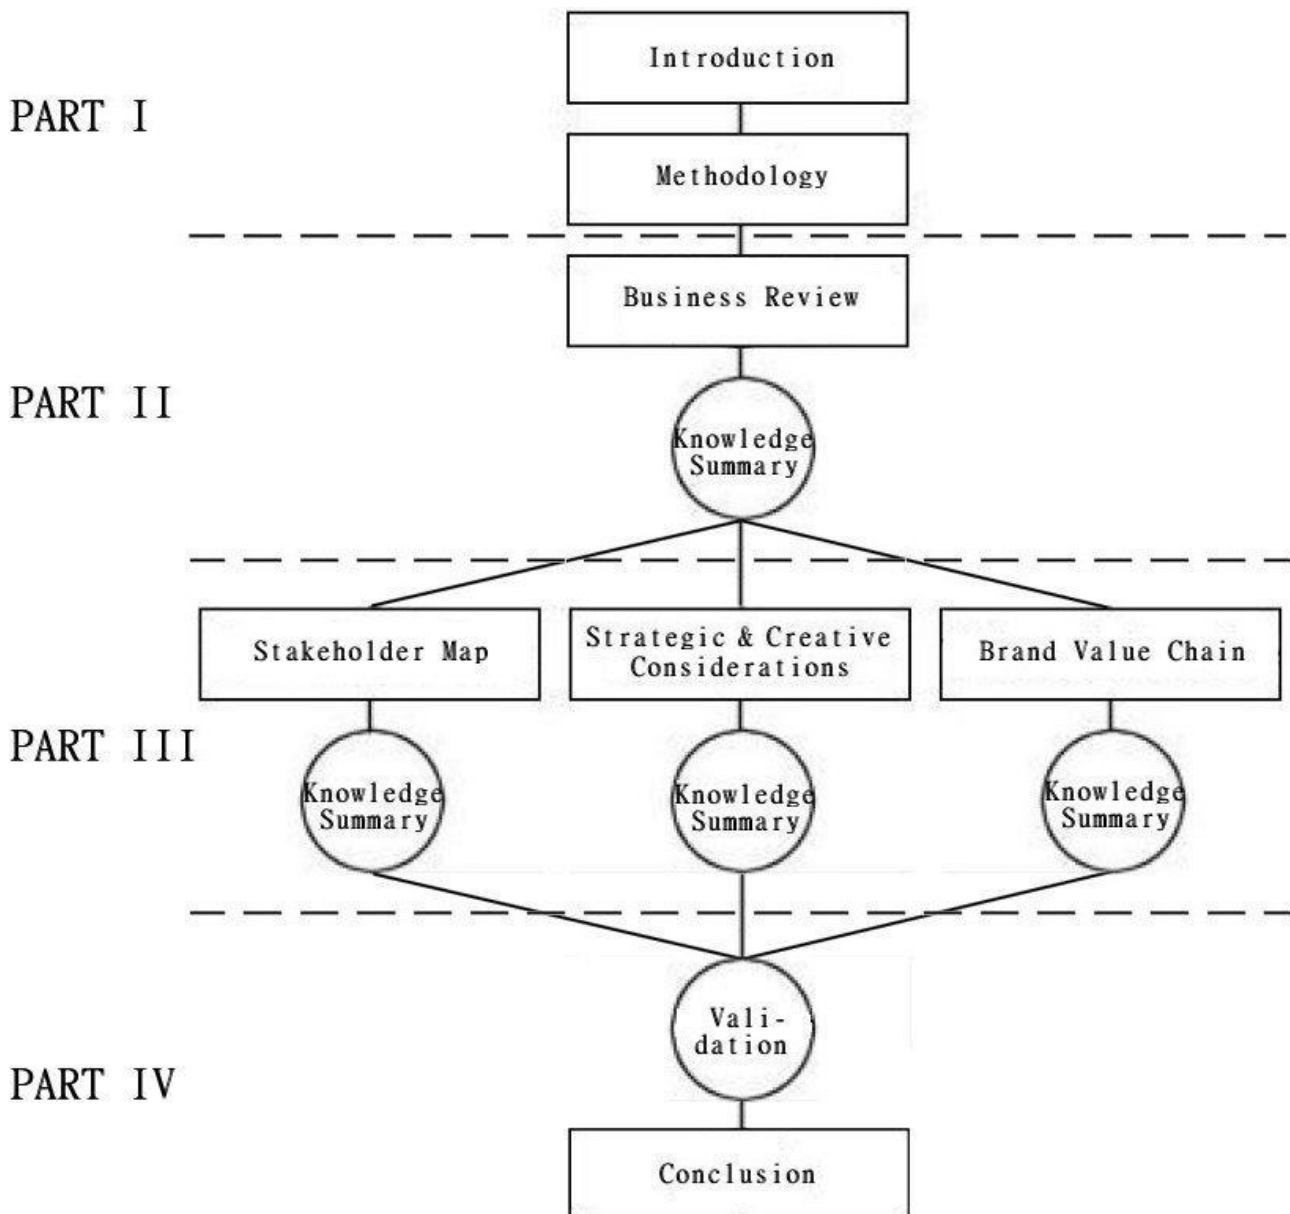 Introduction
PART I
Methodology
Business Review
PART II
Knowledge
Summary
Stakeholder Map
Strategic & Creative
Considerations
Brand Value Chain
PART III
Knowledge
Summary
Knowledge
Summary
Knowledge
Summary
Vali-
dation
PART IV
Conclusion